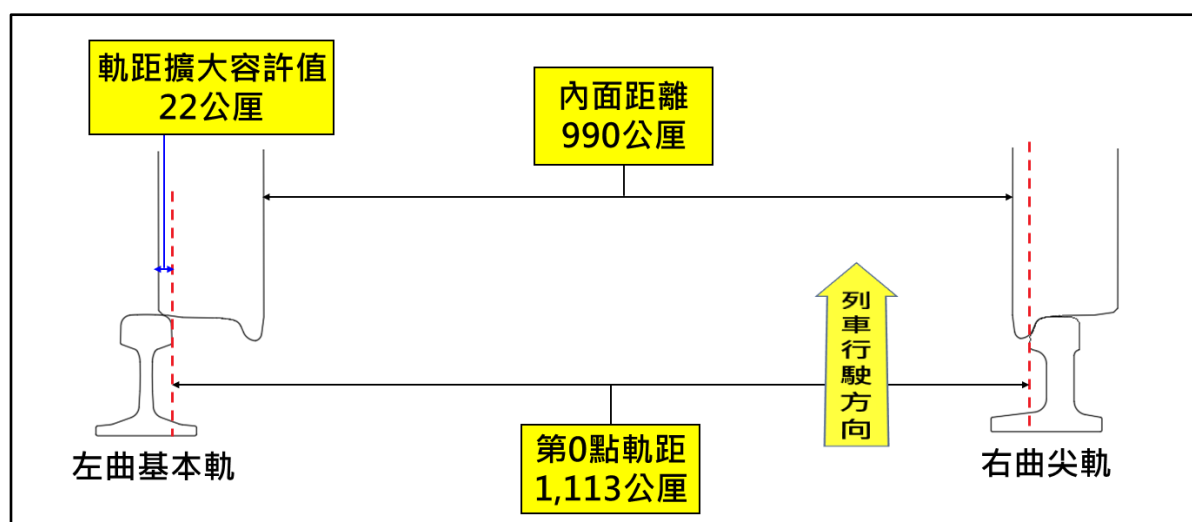 軌距擴大容許值
22公厘
內面距離
990公厘
列車行駛方向
第0點軌距
1,113公厘
左曲基本軌
右曲尖軌